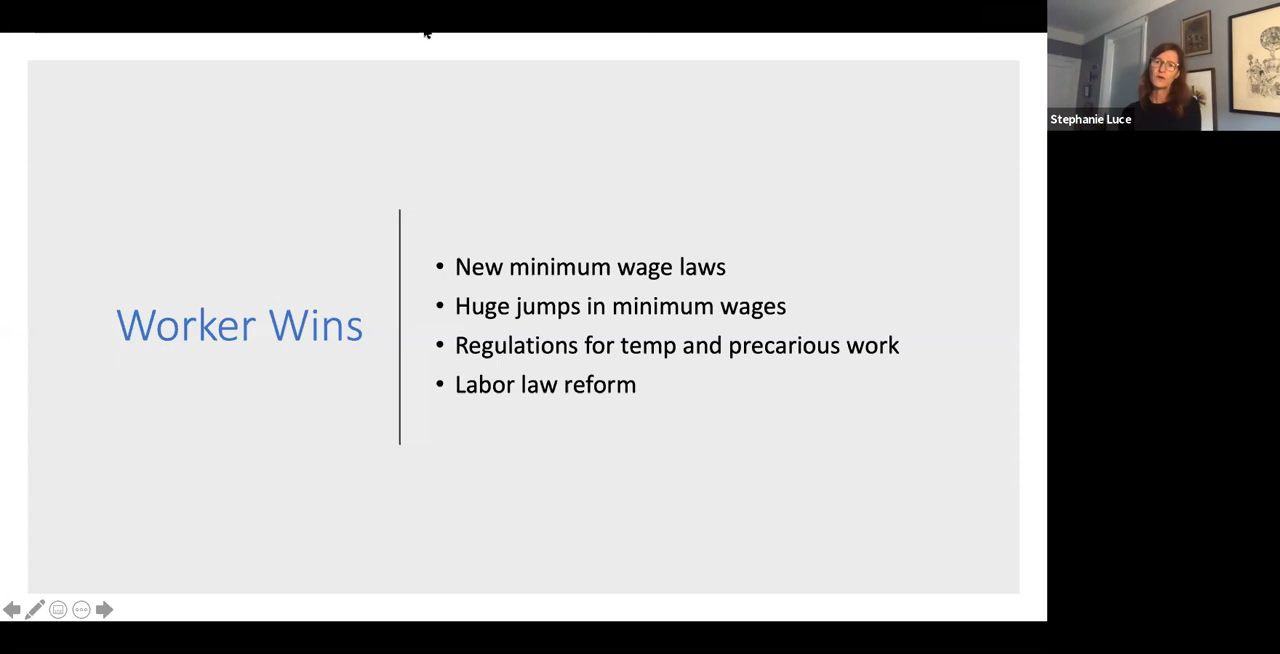 Worker Wins
• New minimum wage laws
• Huge jumps in minimum wages
• Regulations for temp and precarious work
• Labor law reform
Stephanie Luce